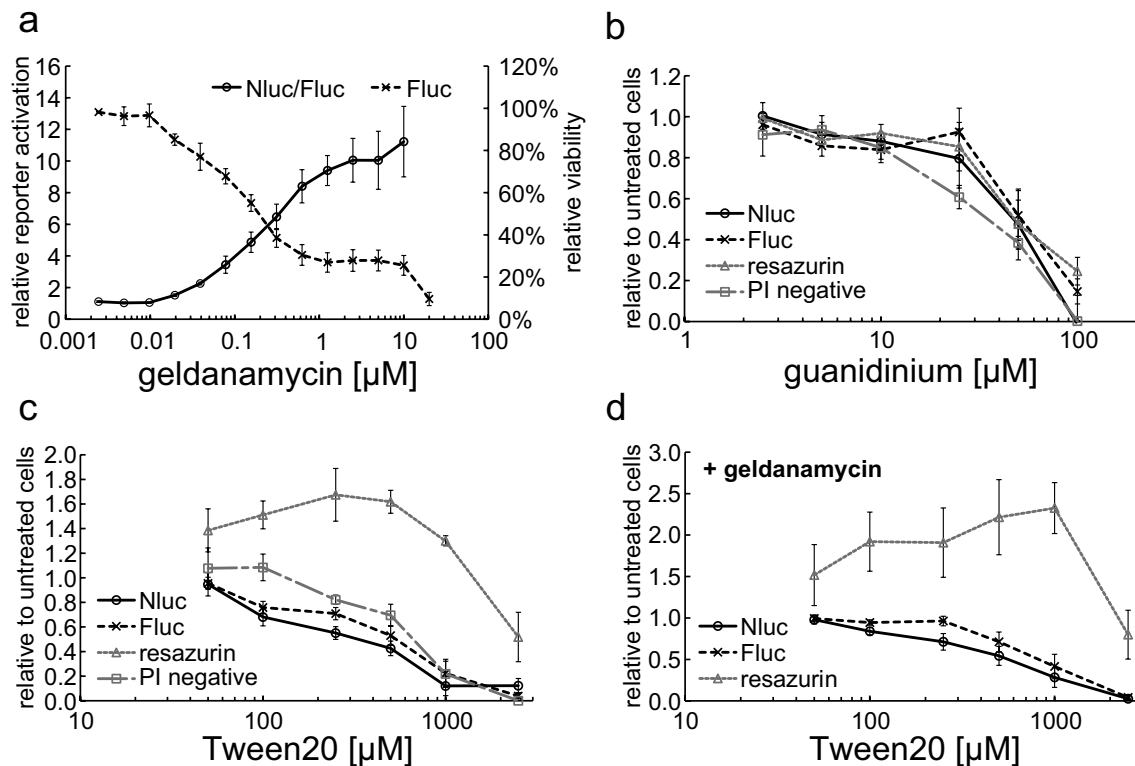 a
relative reporter activation
16
14
12
10
8
6
4
2
0
Nluc/Fluc
Fluc
120%
100%
80%
60%
40%
20%
0%
relative viability
0.001
0.01
0.1
1
10
100
geldanamycin [µM]
b
relative to untreated cells
1.2
1.0
0.8
0.6
0.4
0.2
0.0
Nluc
Fluc
resazurin
PI negative
1
10
100
guanidinium [µM]
c
relative to untreated cells
2.0
1.8
1.6
1.4
1.2
1.0
0.8
0.6
0.4
0.2
0.0
Nluc
Fluc
resazurin
PI negative
10
100
1000
Tween20 [µM]
d
relative to untreated cells
3.0
2.5
2.0
1.5
1.0
0.5
0.0
+ geldanamycin
Nluc
Fluc
resazurin
10
100
1000
Tween20 [µM]